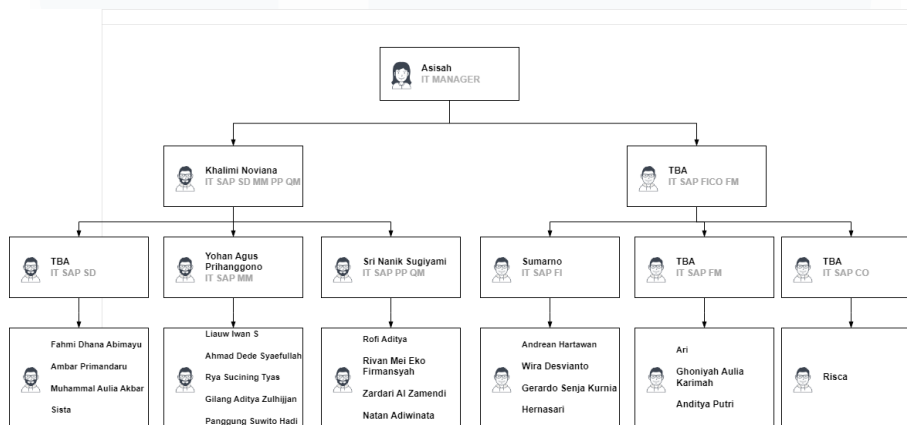 Asisah
IT MANAGER
Khalimi Noviana
IT SAP SD MM PP QM
TBA
IT SAP FICO FM
TBA
IT SAP SD
Yohan Agus
Prihanggono
IT SAP MM
Sri Nanik Sugiyami
IT SAP PP QM
Sumarno
IT SAP FI
TBA
IT SAP FM
TBA
IT SAP CO
Fahmi Dhana Abimayu
Ambar Primandaru
Muhammal Aulia Akbar
Sista
Liauw Iwan S
Ahmad Dede Syaefullah
Rya Sucining Tyas
Gilang Aditya Zulhijjan
Panggung Suwito Hadi
Rofi Aditya
Rivan Mei Eko
Firmansyah
Zardari Al Zamendi
Natan Adiwinata
Andrean Hartawan
Wira Desvianto
Gerardo Senja Kurnia
Hernasari
Ari
Ghoniyah Aulia
Karimah
Anditya Putri
Risca